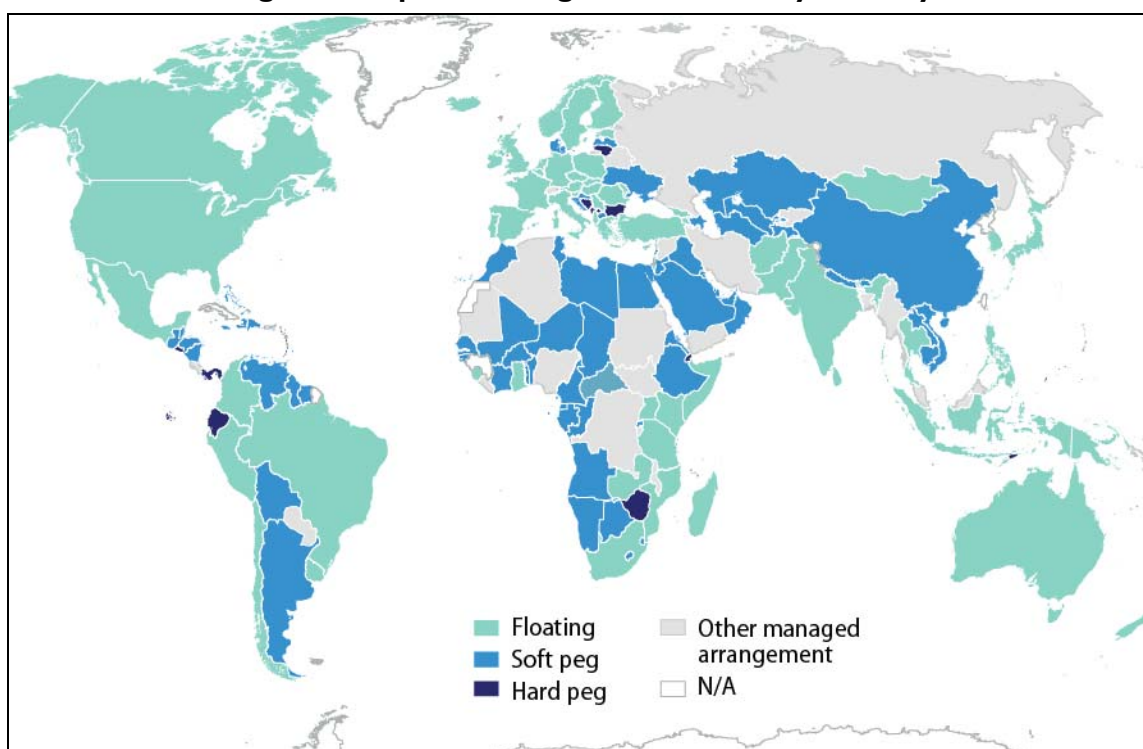 Floating
Soft peg
Hard peg
Other managed
arrangement
N/A